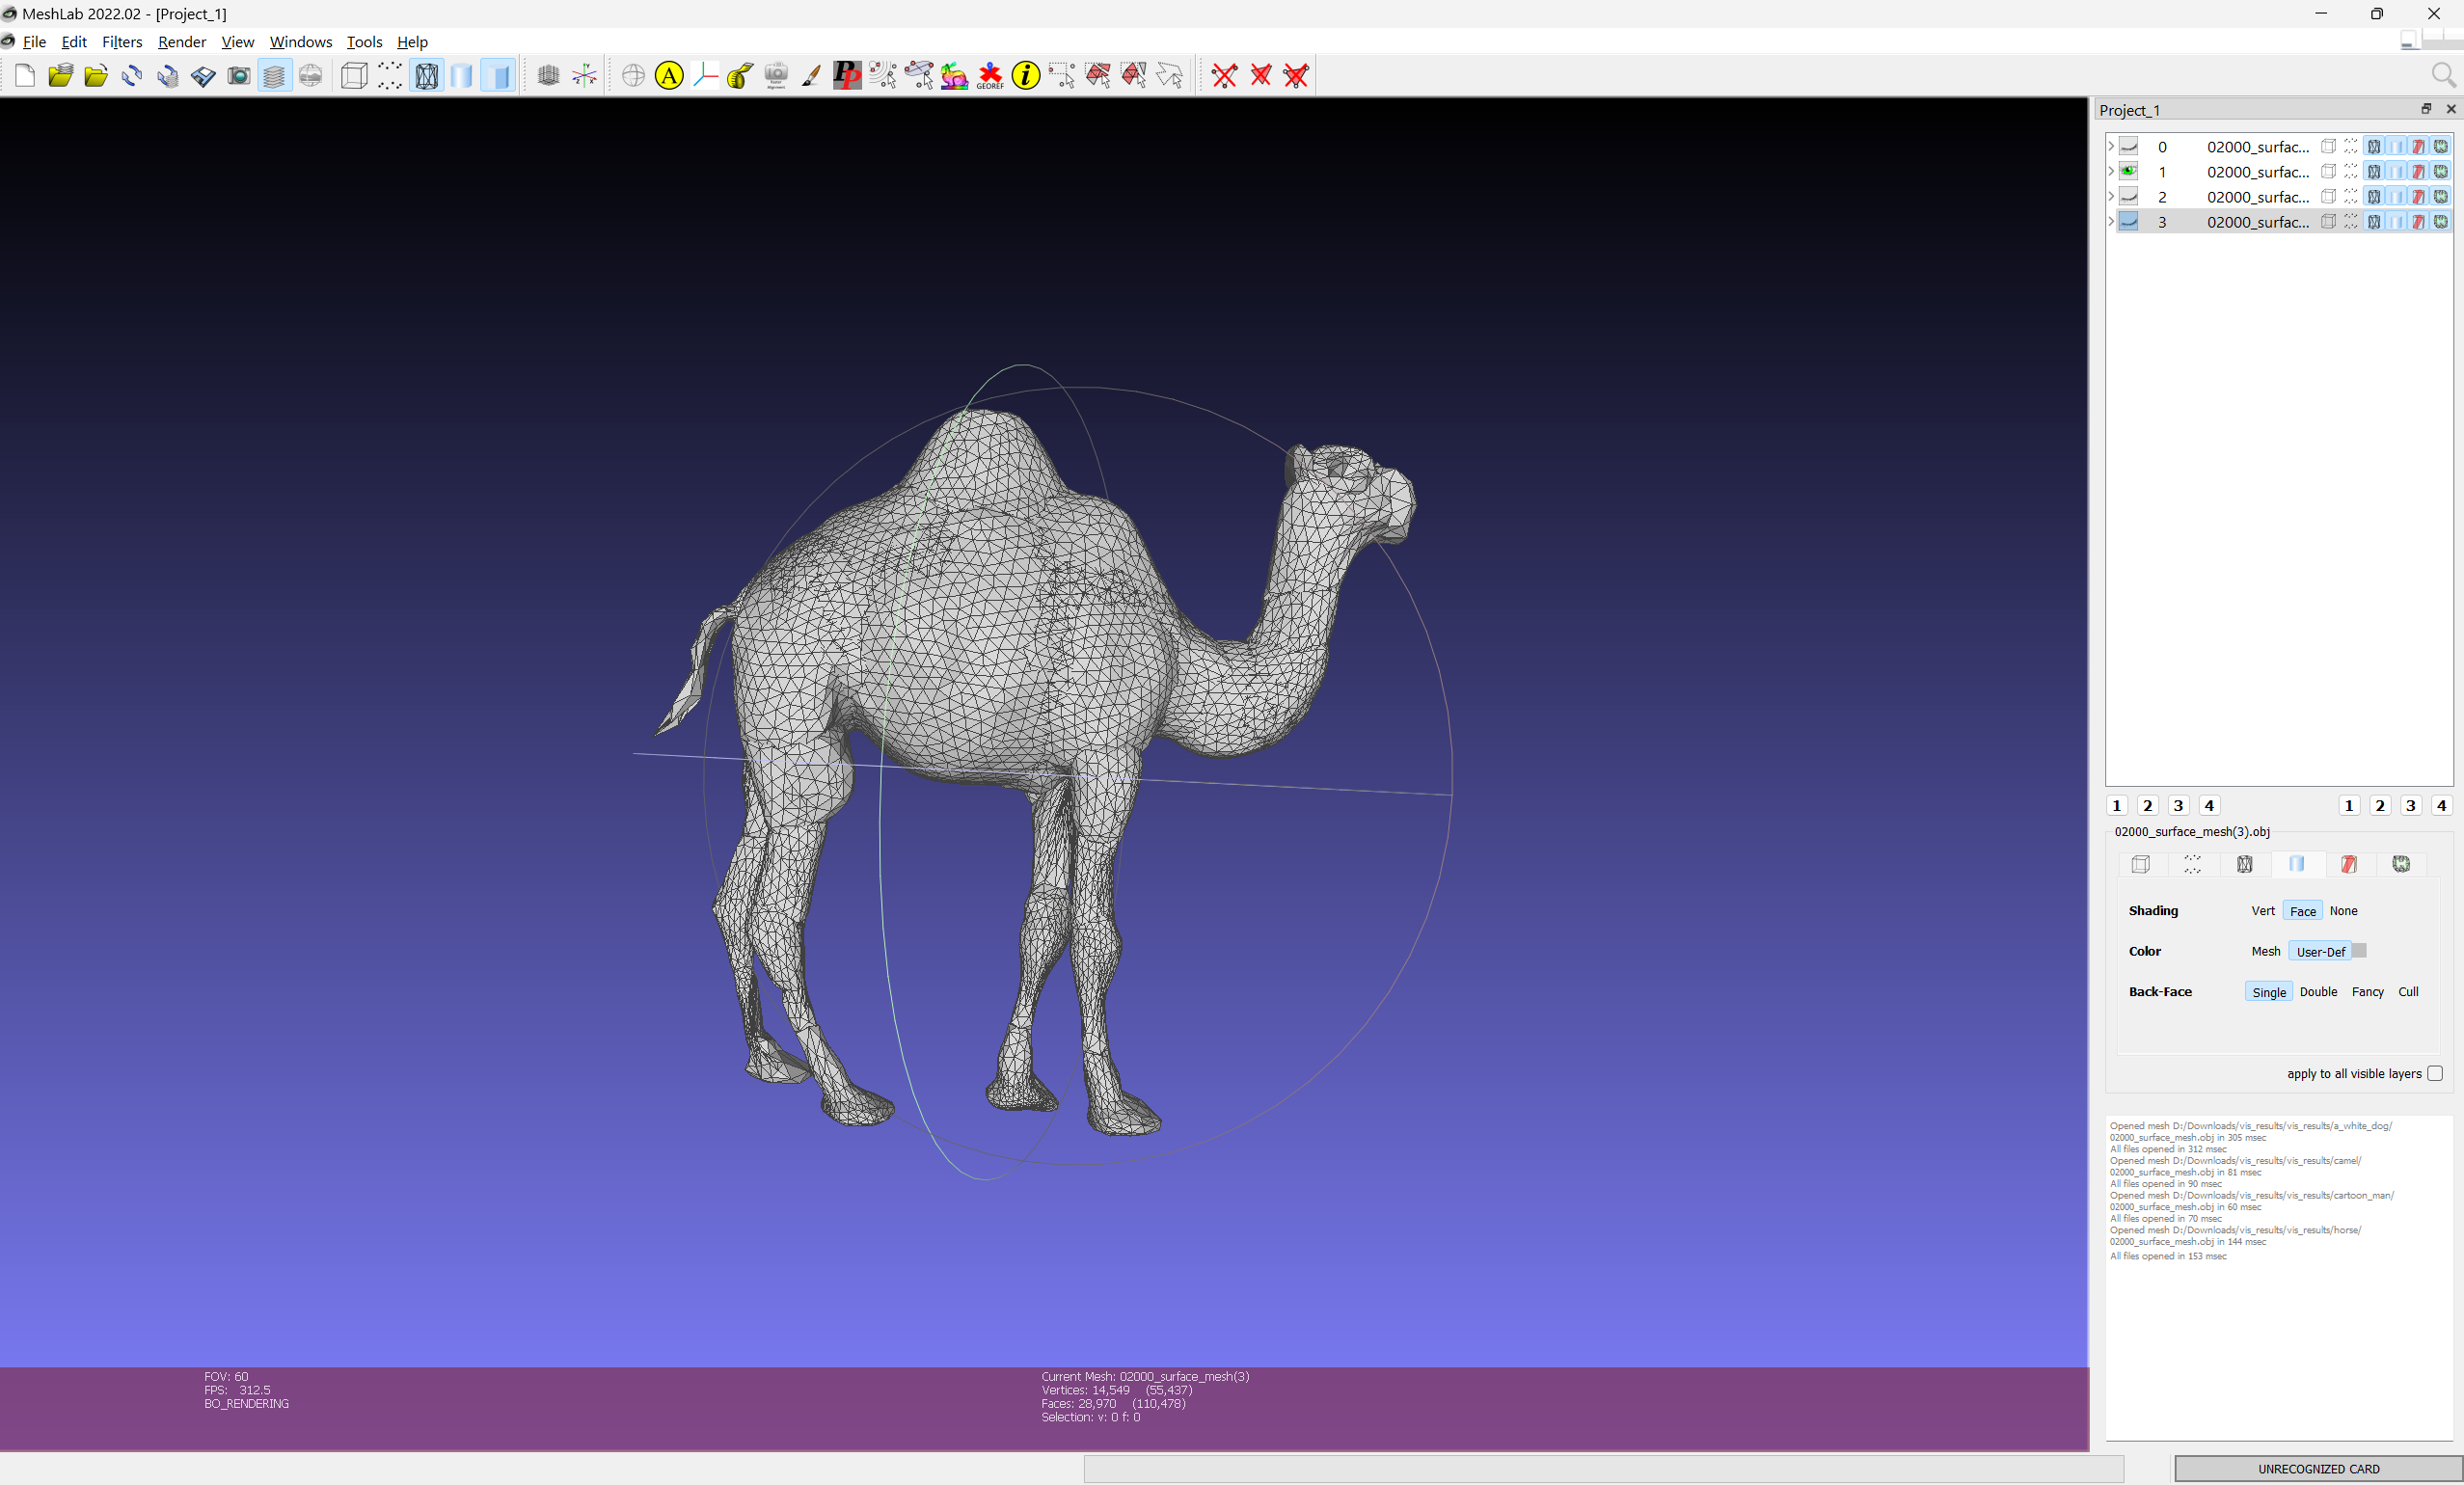 MeshLab 2022.02 - [Project_1]
File Edit Filters Render View Windows Tools Help
A
PP
GEOREF
i
Project_1
0 02000_surfac...
1 02000_surfac...
2 02000_surfac...
3 02000_surfac...
1 2 3 4 1 2 3 4
02000_surface_mesh(3).obj
Shading Vert Face None
Color Mesh User-Def
Back-Face Single Double Fancy Cull
apply to all visible layers
Opened mesh D:/Downloads/vis_results/vis_results/a_white_dog/
02000_surface_mesh.obj in 305 msec
All files opened in 312 msec
Opened mesh D:/Downloads/vis_results/vis_results/camel/
02000_surface_mesh.obj in 81 msec
All files opened in 90 msec
Opened mesh D:/Downloads/vis_results/vis_results/cartoon_man/
02000_surface_mesh.obj in 60 msec
All files opened in 70 msec
Opened mesh D:/Downloads/vis_results/vis_results/horse/
02000_surface_mesh.obj in 144 msec
All files opened in 153 msec
FOV: 60
FPS: 312.5
BO_RENDERING
Current Mesh: 02000_surface_mesh(3)
Vertices: 14,549 (55,437)
Faces: 28,970 (110,478)
Selection: v: 0 f: 0
UNRECOGNIZED CARD